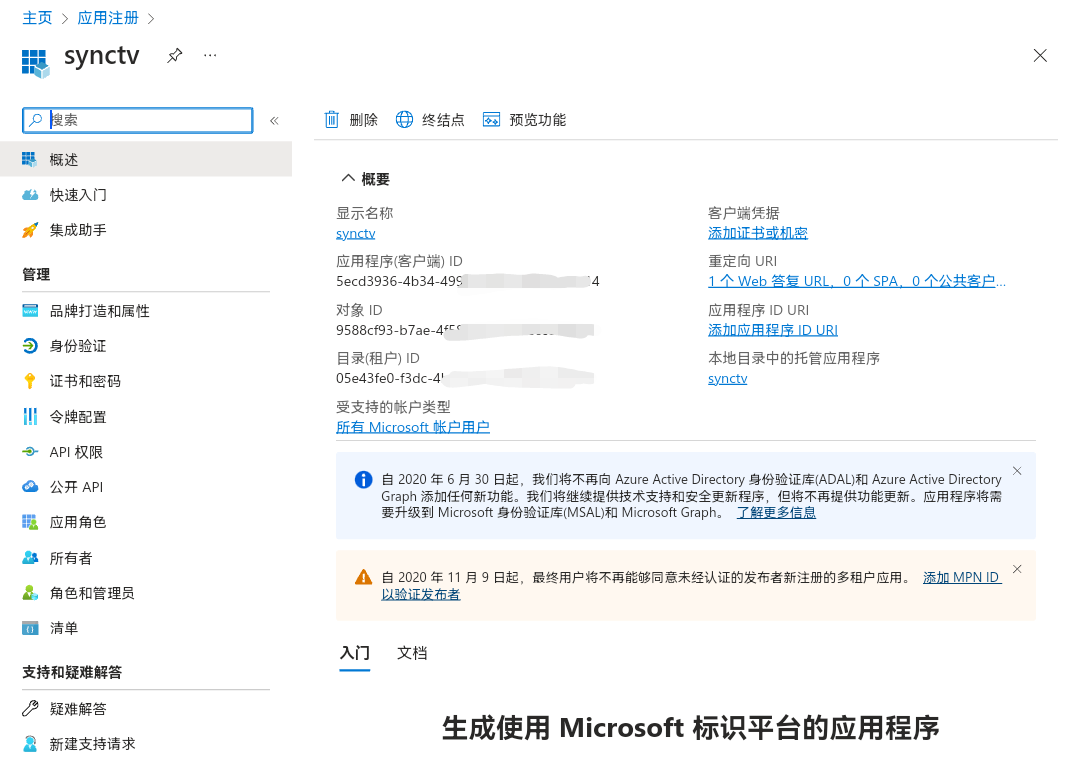 主页 > 应用注册 >
synctv
搜索
«
概述
快速入门
集成助手
管理
品牌打造和属性
身份验证
证书和密码
令牌配置
API 权限
公开 API
应用角色
所有者
角色和管理员
清单
支持和疑难解答
疑难解答
新建支持请求
删除 终结点 预览功能
概要
显示名称
synctv
应用程序(客户端) ID
5ecd3936-4b34-499 4
对象 ID
9588cf93-b7ae-4f5
目录(租户) ID
05e43fe0-f3dc-4
受支持的帐户类型
所有 Microsoft 帐户用户
客户端凭据
添加证书或机密
重定向 URI
1 个 Web 答复 URL，0 个 SPA，0 个公共客户...
应用程序 ID URI
添加应用程序 ID URI
本地目录中的托管应用程序
synctv
自 2020 年 6 月 30 日起，我们将不再向 Azure Active Directory 身份验证库(ADAL)和 Azure Active Directory
Graph 添加任何新功能。我们将继续提供技术支持和安全更新程序，但将不再提供功能更新。应用程序将需
要升级到 Microsoft 身份验证库(MSAL)和 Microsoft Graph。 了解更多信息
自 2020 年 11 月 9 日起，最终用户将不再能够同意未经认证的发布者新注册的多租户应用。 添加 MPN ID
以验证发布者
入门 文档
生成使用 Microsoft 标识平台的应用程序